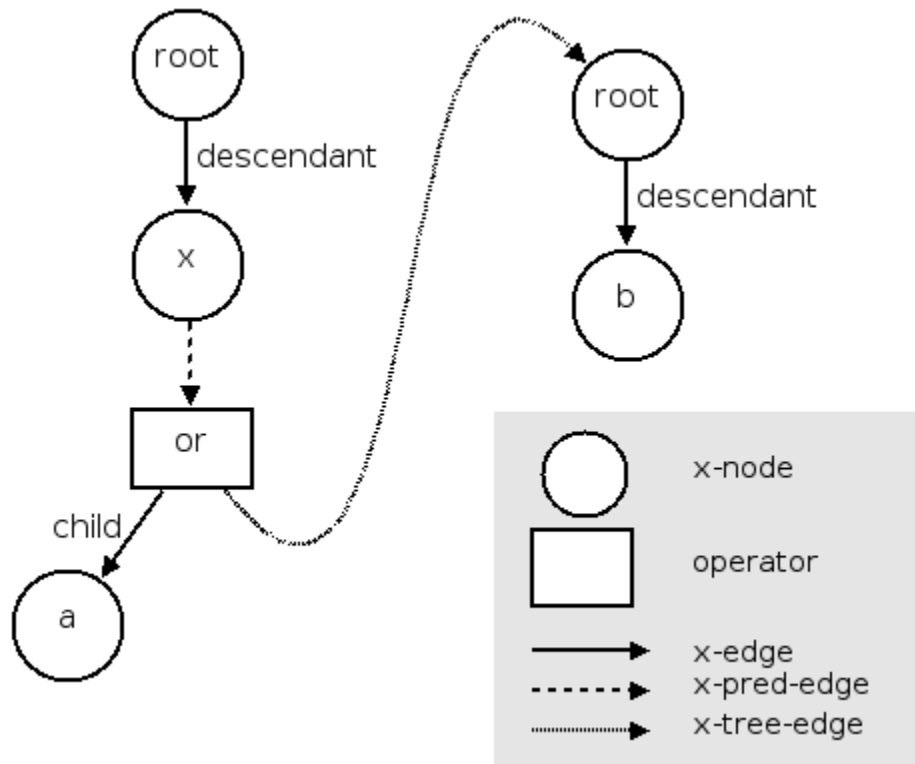 root
descendant
x
or
child
a
root
descendant
b
x-node
operator
x-edge
x-pred-edge
x-tree-edge